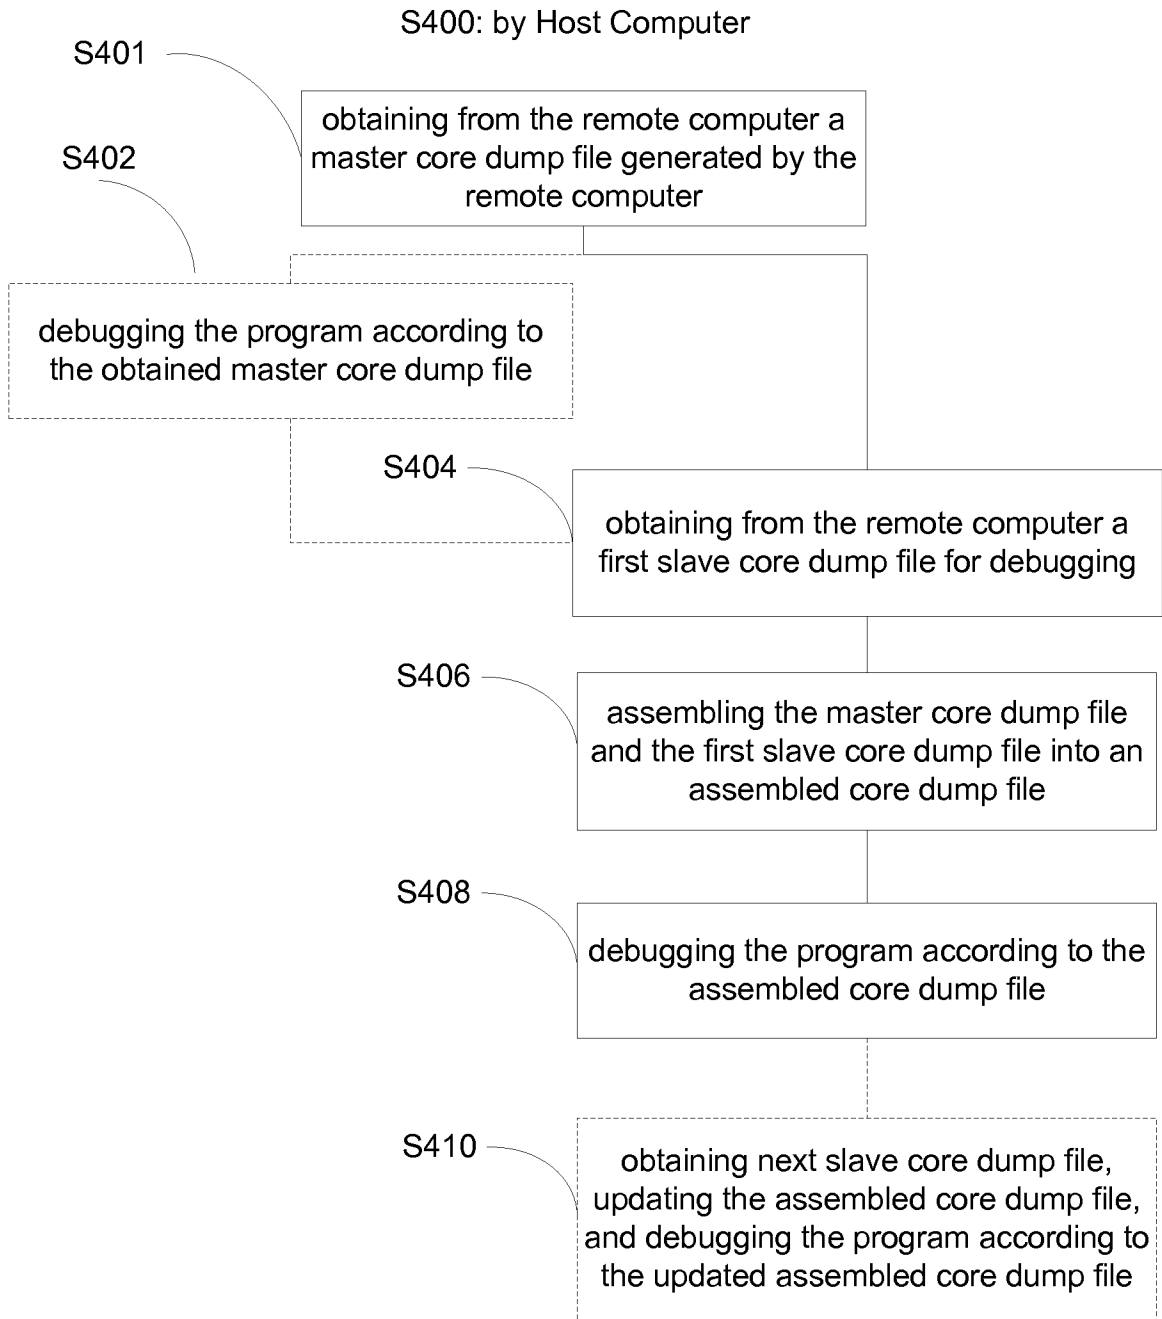 S400: by Host Computer
S401
obtaining from the remote computer a
master core dump file generated by the
remote computer
S402
debugging the program according to
the obtained master core dump file
S404
obtaining from the remote computer a
first slave core dump file for debugging
S406
assembling the master core dump file
and the first slave core dump file into an
assembled core dump file
S408
debugging the program according to the
assembled core dump file
S410
obtaining next slave core dump file,
updating the assembled core dump file,
and debugging the program according to
the updated assembled core dump file